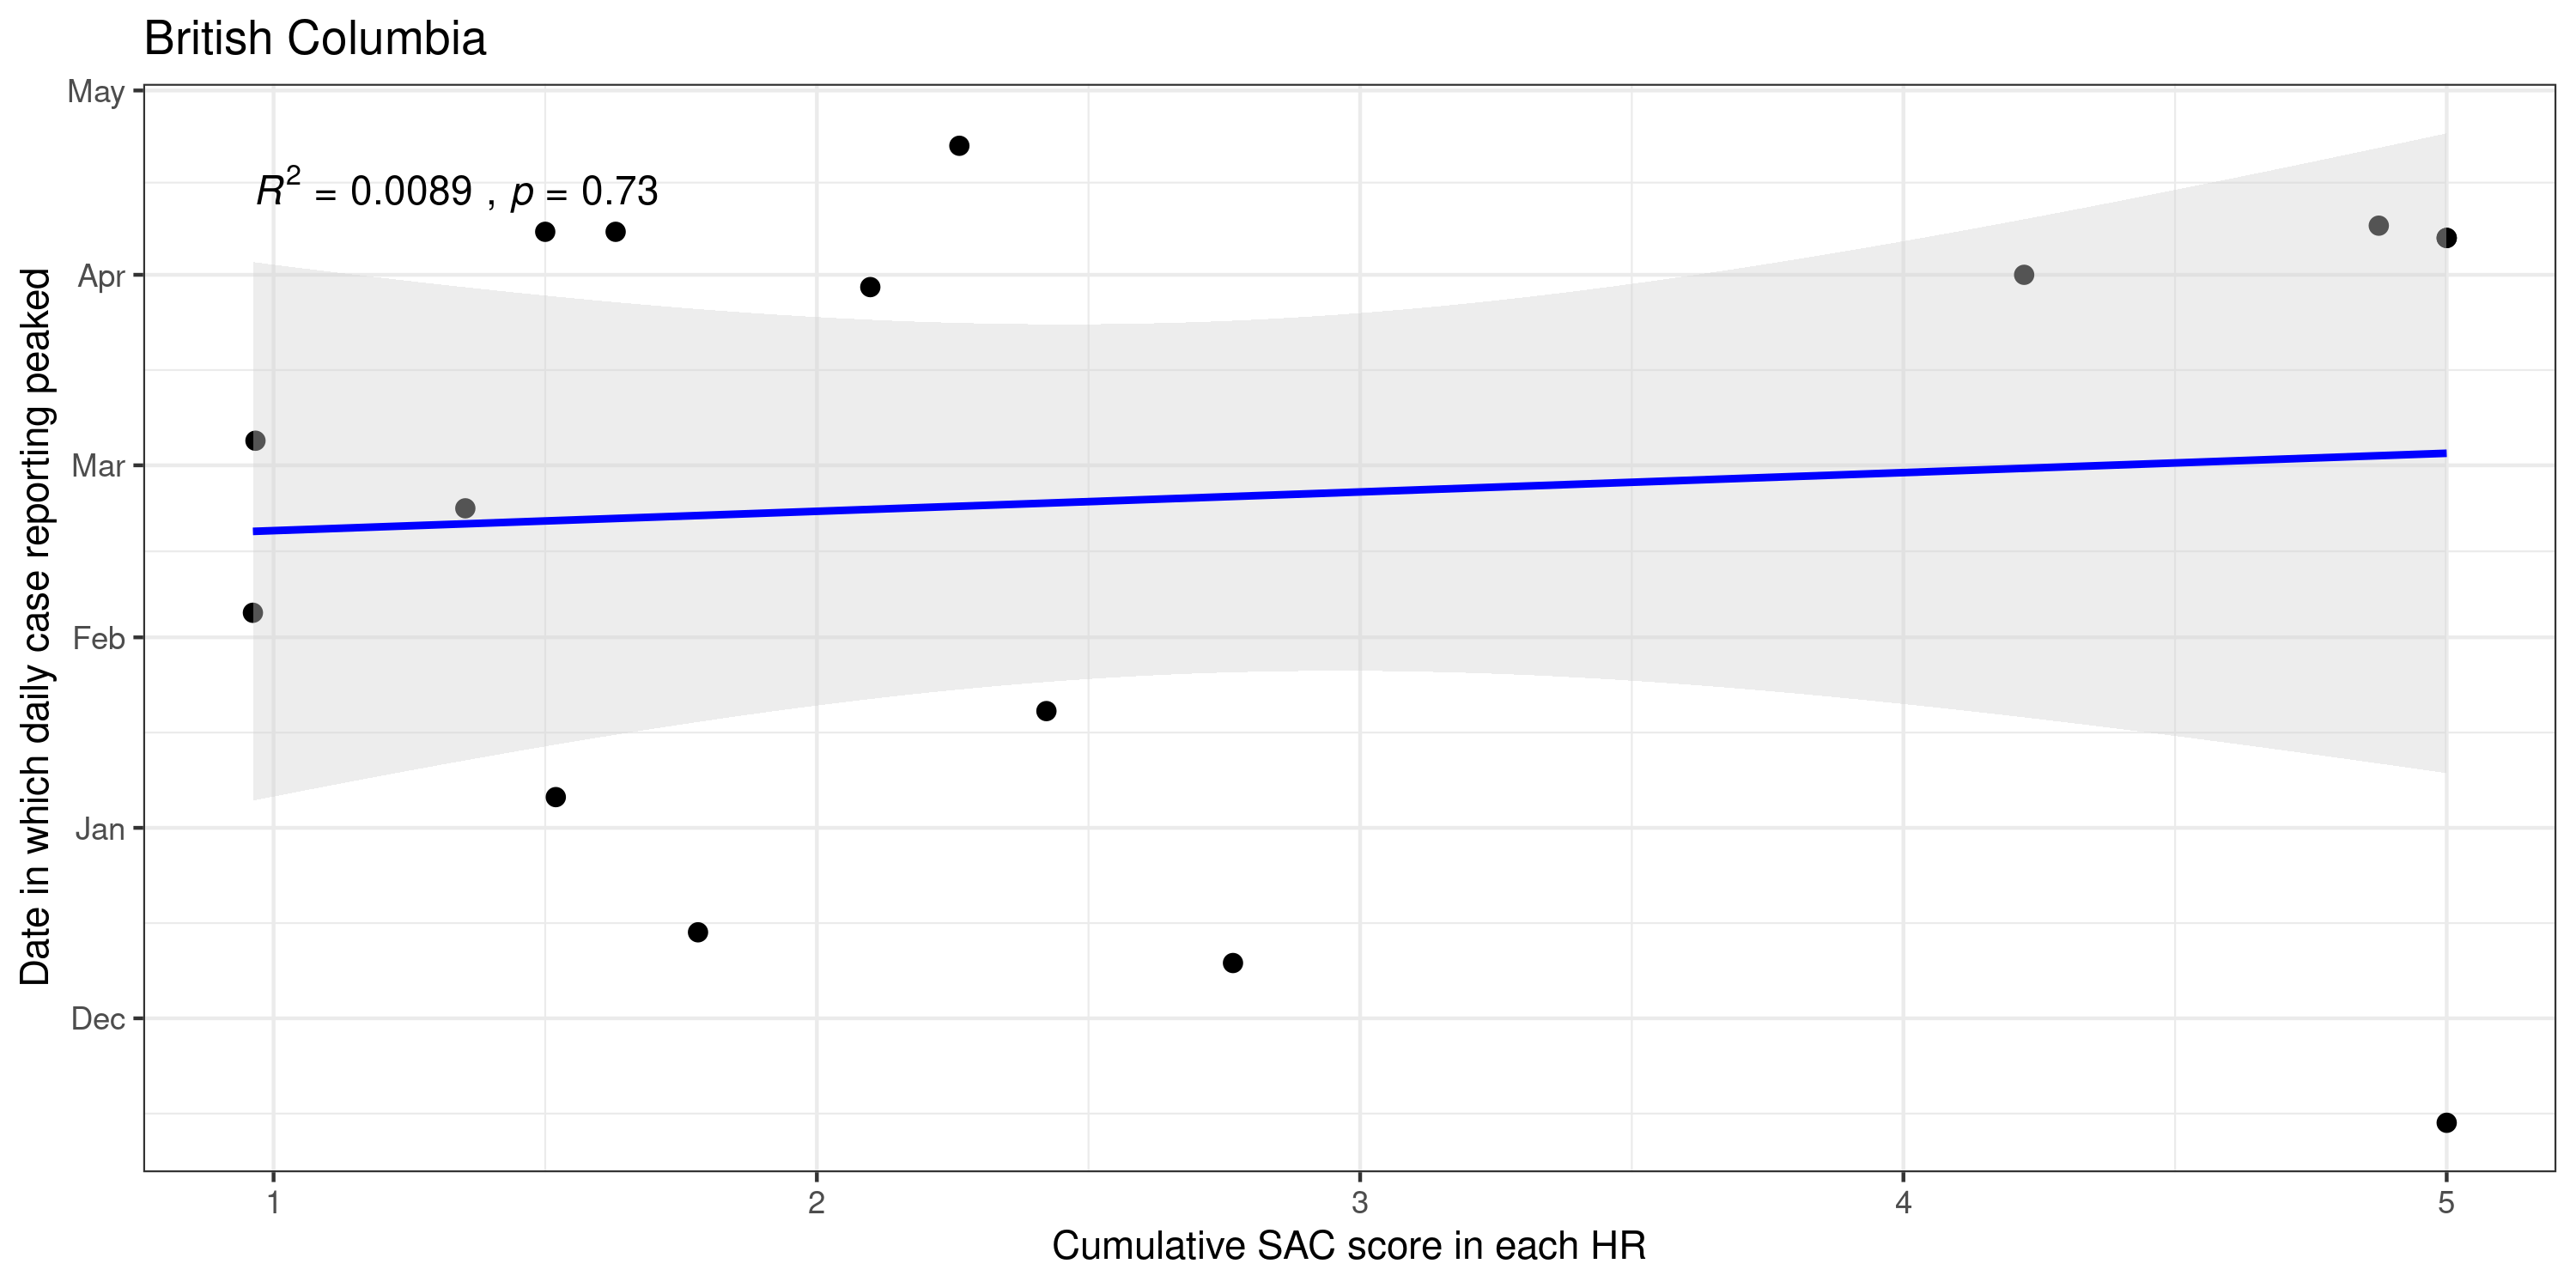 British Columbia
May
R² = 0.0089 , p = 0.73
Apr
Mar
Feb
Jan
Dec
Date in which daily case reporting peaked
1 2 3 4 5
Cumulative SAC score in each HR